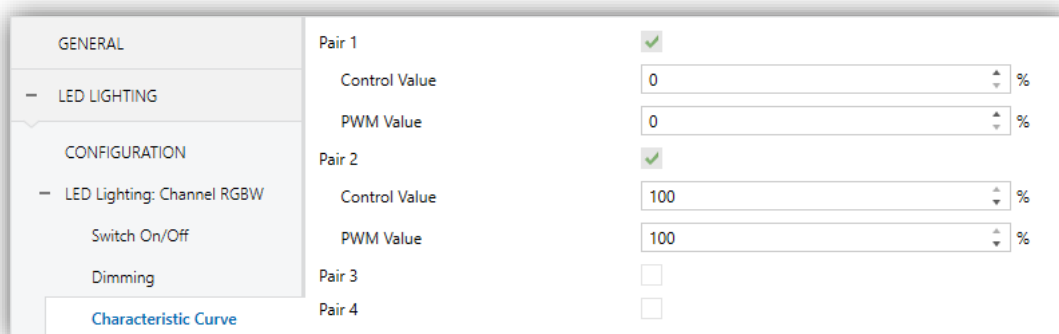 GENERAL
LED LIGHTING
CONFIGURATION
LED Lighting: Channel RGBW
Switch On/Off
Dimming
Characteristic Curve
Pair 1
Control Value 0 %
PWM Value 0 %
Pair 2
Control Value 100 %
PWM Value 100 %
Pair 3
Pair 4